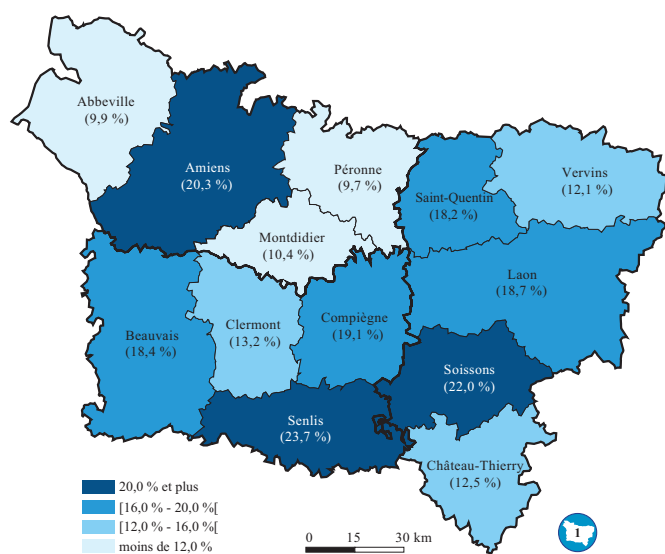 Abbeville
(9,9 %)
Amiens
(20,3 %)
Péronne
(9,7 %)
Saint-Quentin
(18,2 %)
Vervins
(12,1 %)
Montdidier
(10,4 %)
Laon
(18,7 %)
Beauvais
(18,4 %)
Clermont
(13,2 %)
Compiègne
(19,1 %)
Soissons
(22,0 %)
Senlis
(23,7 %)
Château-Thierry
(12,5 %)
20,0 % et plus
[16,0 % - 20,0 %[
[12,0 % - 16,0 %[
moins de 12,0 %
0 15 30 km
1